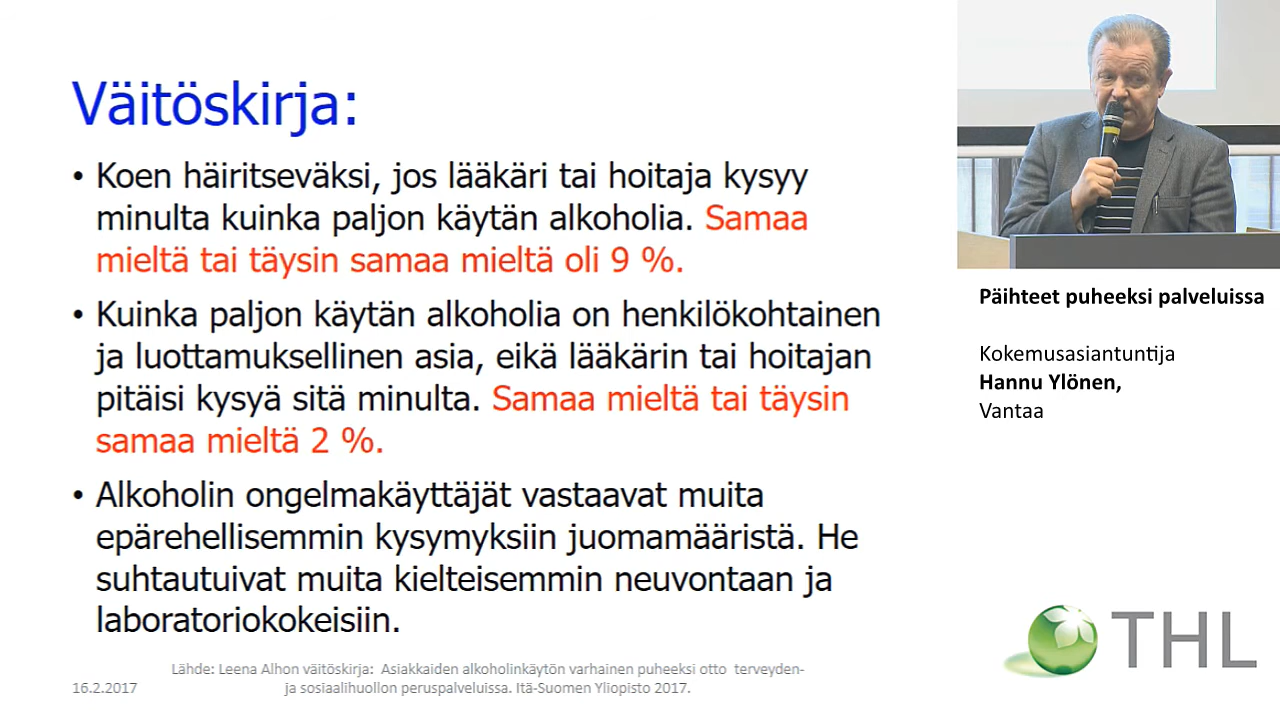 Väitöskirja:
• Koen häiritseväksi, jos lääkäri tai hoitaja kysyy
minulta kuinka paljon käytän alkoholia. Samaa
mieltä tai täysin samaa mieltä oli 9 %.
• Kuinka paljon käytän alkoholia on henkilökohtainen
ja luottamuksellinen asia, eikä lääkärin tai hoitajan
pitäisi kysyä sitä minulta. Samaa mieltä tai täysin
samaa mieltä 2 %.
• Alkoholin ongelmakäyttäjät vastaavat muita
epärehellisemmin kysymyksiin juomamääristä. He
suhtautuivat muita kielteisemmin neuvontaan ja
laboratoriokokeisiin.
Lähde: Leena Alhon väitöskirja: Asiakkaiden alkoholinkäytön varhainen puheeksi otto terveyden-
ja sosiaalihuollon peruspalveluissa. Itä-Suomen Yliopisto 2017.
16.2.2017
Päihteet puheeksi palveluissa
Kokemusasiantuntija
Hannu Ylönen,
Vantaa
THL